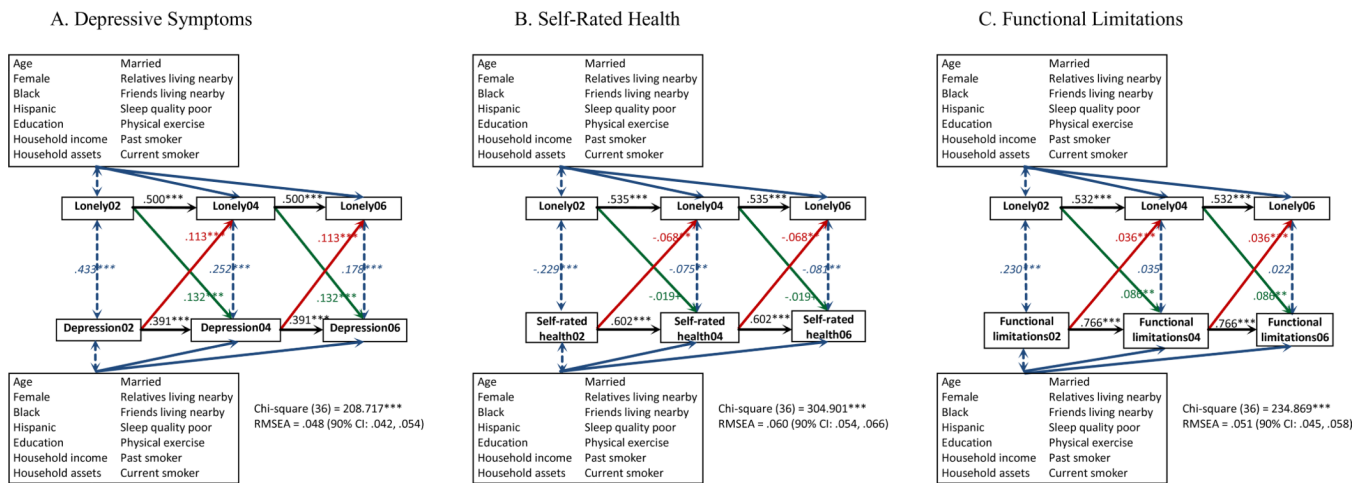 A. Depressive Symptoms
Age Married
Female Relatives living nearby
Black Friends living nearby
Hispanic Sleep quality poor
Education Physical exercise
Household income Past smoker
Household assets Current smoker
.500*** .500***
Lonely02 Lonely04 Lonely06
.113*** .113***
.433*** .252*** .178***
.132*** .132***
.391*** .391***
Depression02 Depression04 Depression06
Age Married
Female Relatives living nearby
Black Friends living nearby
Hispanic Sleep quality poor
Education Physical exercise
Household income Past smoker
Household assets Current smoker
Chi-square (36) = 208.717***
RMSEA = .048 (90% CI: .042, .054)
B. Self-Rated Health
Age Married
Female Relatives living nearby
Black Friends living nearby
Hispanic Sleep quality poor
Education Physical exercise
Household income Past smoker
Household assets Current smoker
.535*** .535***
Lonely02 Lonely04 Lonely06
-.068** -.068**
-.229*** -.075** -.081**
-.019+ -.019+
.602*** .602***
Self-rated Self-rated Self-rated
health02 health04 health06
Age Married
Female Relatives living nearby
Black Friends living nearby
Hispanic Sleep quality poor
Education Physical exercise
Household income Past smoker
Household assets Current smoker
Chi-square (36) = 304.901***
RMSEA = .060 (90% CI: .054, .066)
C. Functional Limitations
Age Married
Female Relatives living nearby
Black Friends living nearby
Hispanic Sleep quality poor
Education Physical exercise
Household income Past smoker
Household assets Current smoker
.532*** .532***
Lonely02 Lonely04 Lonely06
.036*** .036***
.230*** .035 .022
.086** .086**
.766*** .766***
Functional Functional Functional
limitations02 limitations04 limitations06
Age Married
Female Relatives living nearby
Black Friends living nearby
Hispanic Sleep quality poor
Education Physical exercise
Household income Past smoker
Household assets Current smoker
Chi-square (36) = 234.869***
RMSEA = .051 (90% CI: .045, .058)